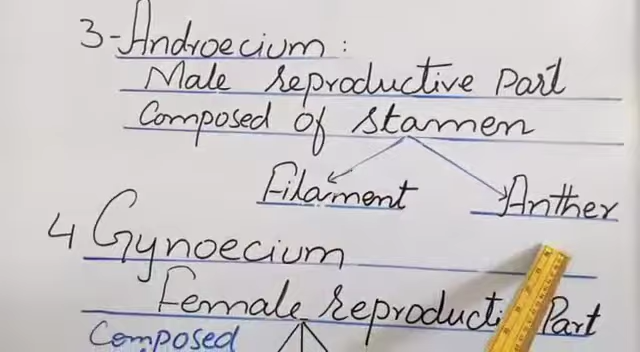 3-Androecium:
Male reproductive part
Composed of stamen
Filament Anther
4 Gynoecium
Female reproducti Part
Composed